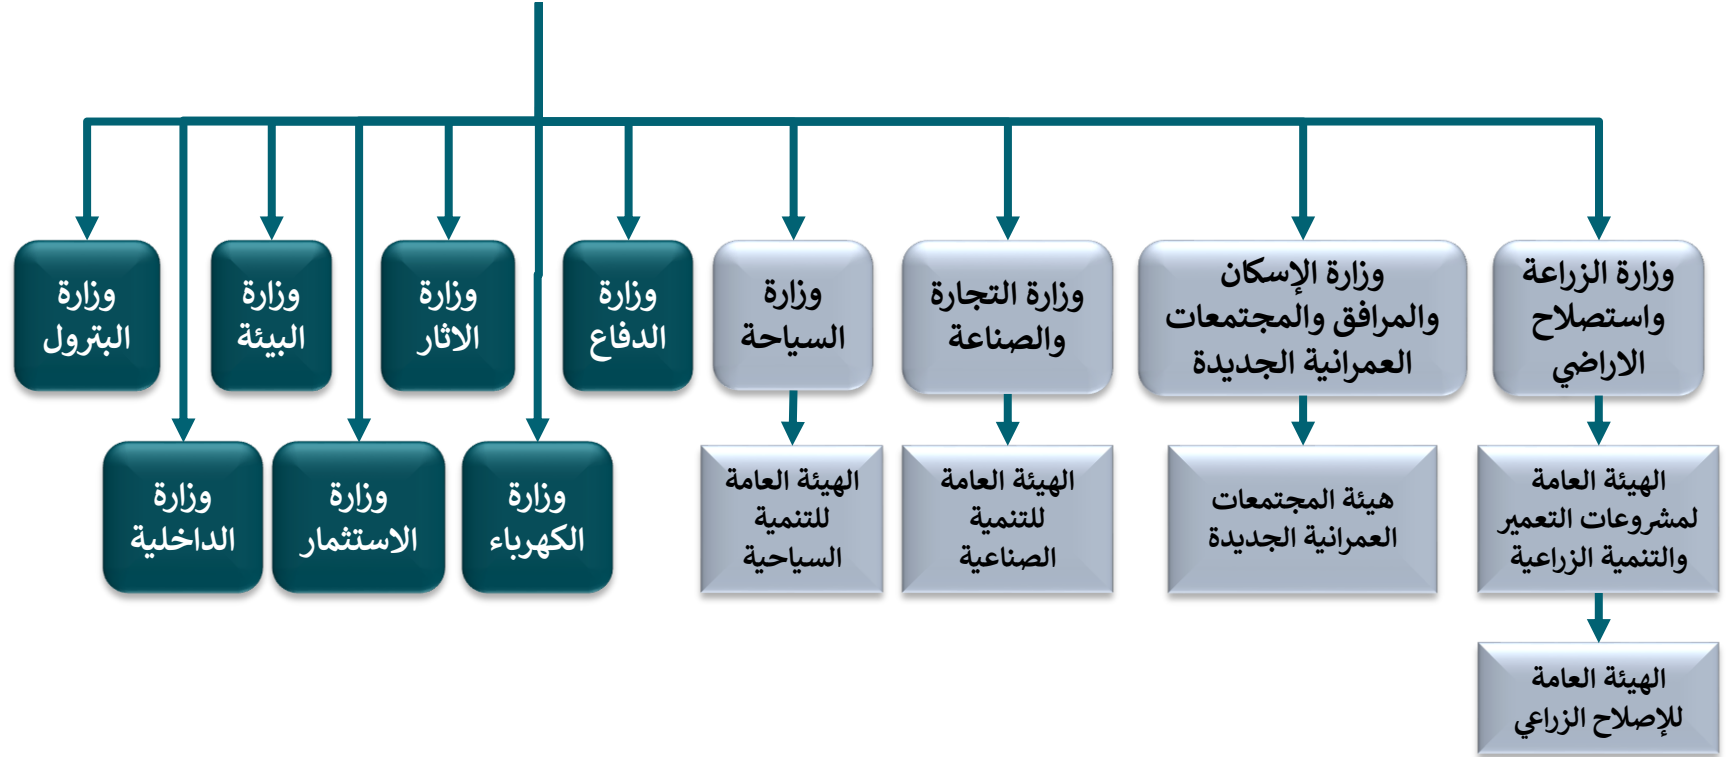 وزارة الزراعة
واستصلاح
الاراضي
وزارة الإسكان
والمرافق والمجتمعات
العمرانية الجديدة
وزارة التجارة
والصناعة
وزارة
السياحة
وزارة
الدفاع
وزارة
الاثار
وزارة
البيئة
وزارة
البترول
الهيئة العامة
لمشروعات التعمير
والتنمية الزراعية
هيئة المجتمعات
العمرانية الجديدة
الهيئة العامة
للتنمية
الصناعية
الهيئة العامة
للتنمية
السياحية
وزارة
الكهرباء
وزارة
الاستثمار
وزارة
الداخلية
الهيئة العامة
للإصلاح الزراعي